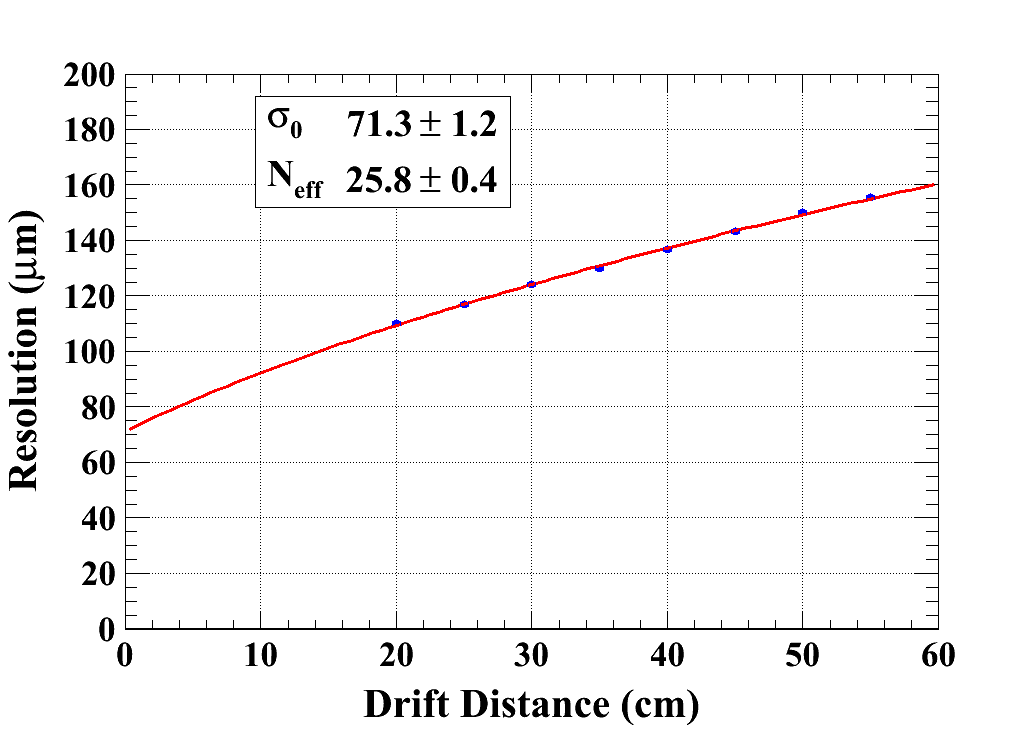 200
180
160
140
120
100
80
60
40
20
0
σ0 71.3 ± 1.2
Neff 25.8 ± 0.4
Resolution (μm)
0 10 20 30 40 50 60
Drift Distance (cm)